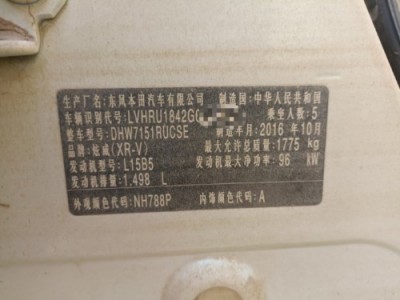 生产厂名:东风本田汽车有限公司 制造国:中华人民共和国
车辆识别代号:LVHRU1842G 乘坐人数:5
整车型号:DHW7151RUCSE 制造年月:2016年10月
品牌:炫威(XR-V) 最大允许总质量:1775 kg
发动机型号:L15B5 发动机最大净功率:96 kW
发动机排量:1.498 L
外观颜色代码:NH788P 内饰颜色代码:A